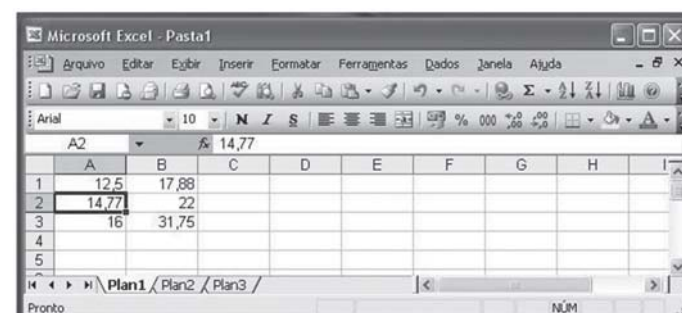 Microsoft Excel - Pasta1
Arquivo Editar Exibir Inserir Formatar Ferramentas Dados Janela Ajuda
Arial 10 N I S % 000
A2 fx 14,77
A B C D E F G H I
1 12,5 17,88
2 14,77 22
3 16 31,75
4
5
Plan1 Plan2 Plan3
Pronto NÚM